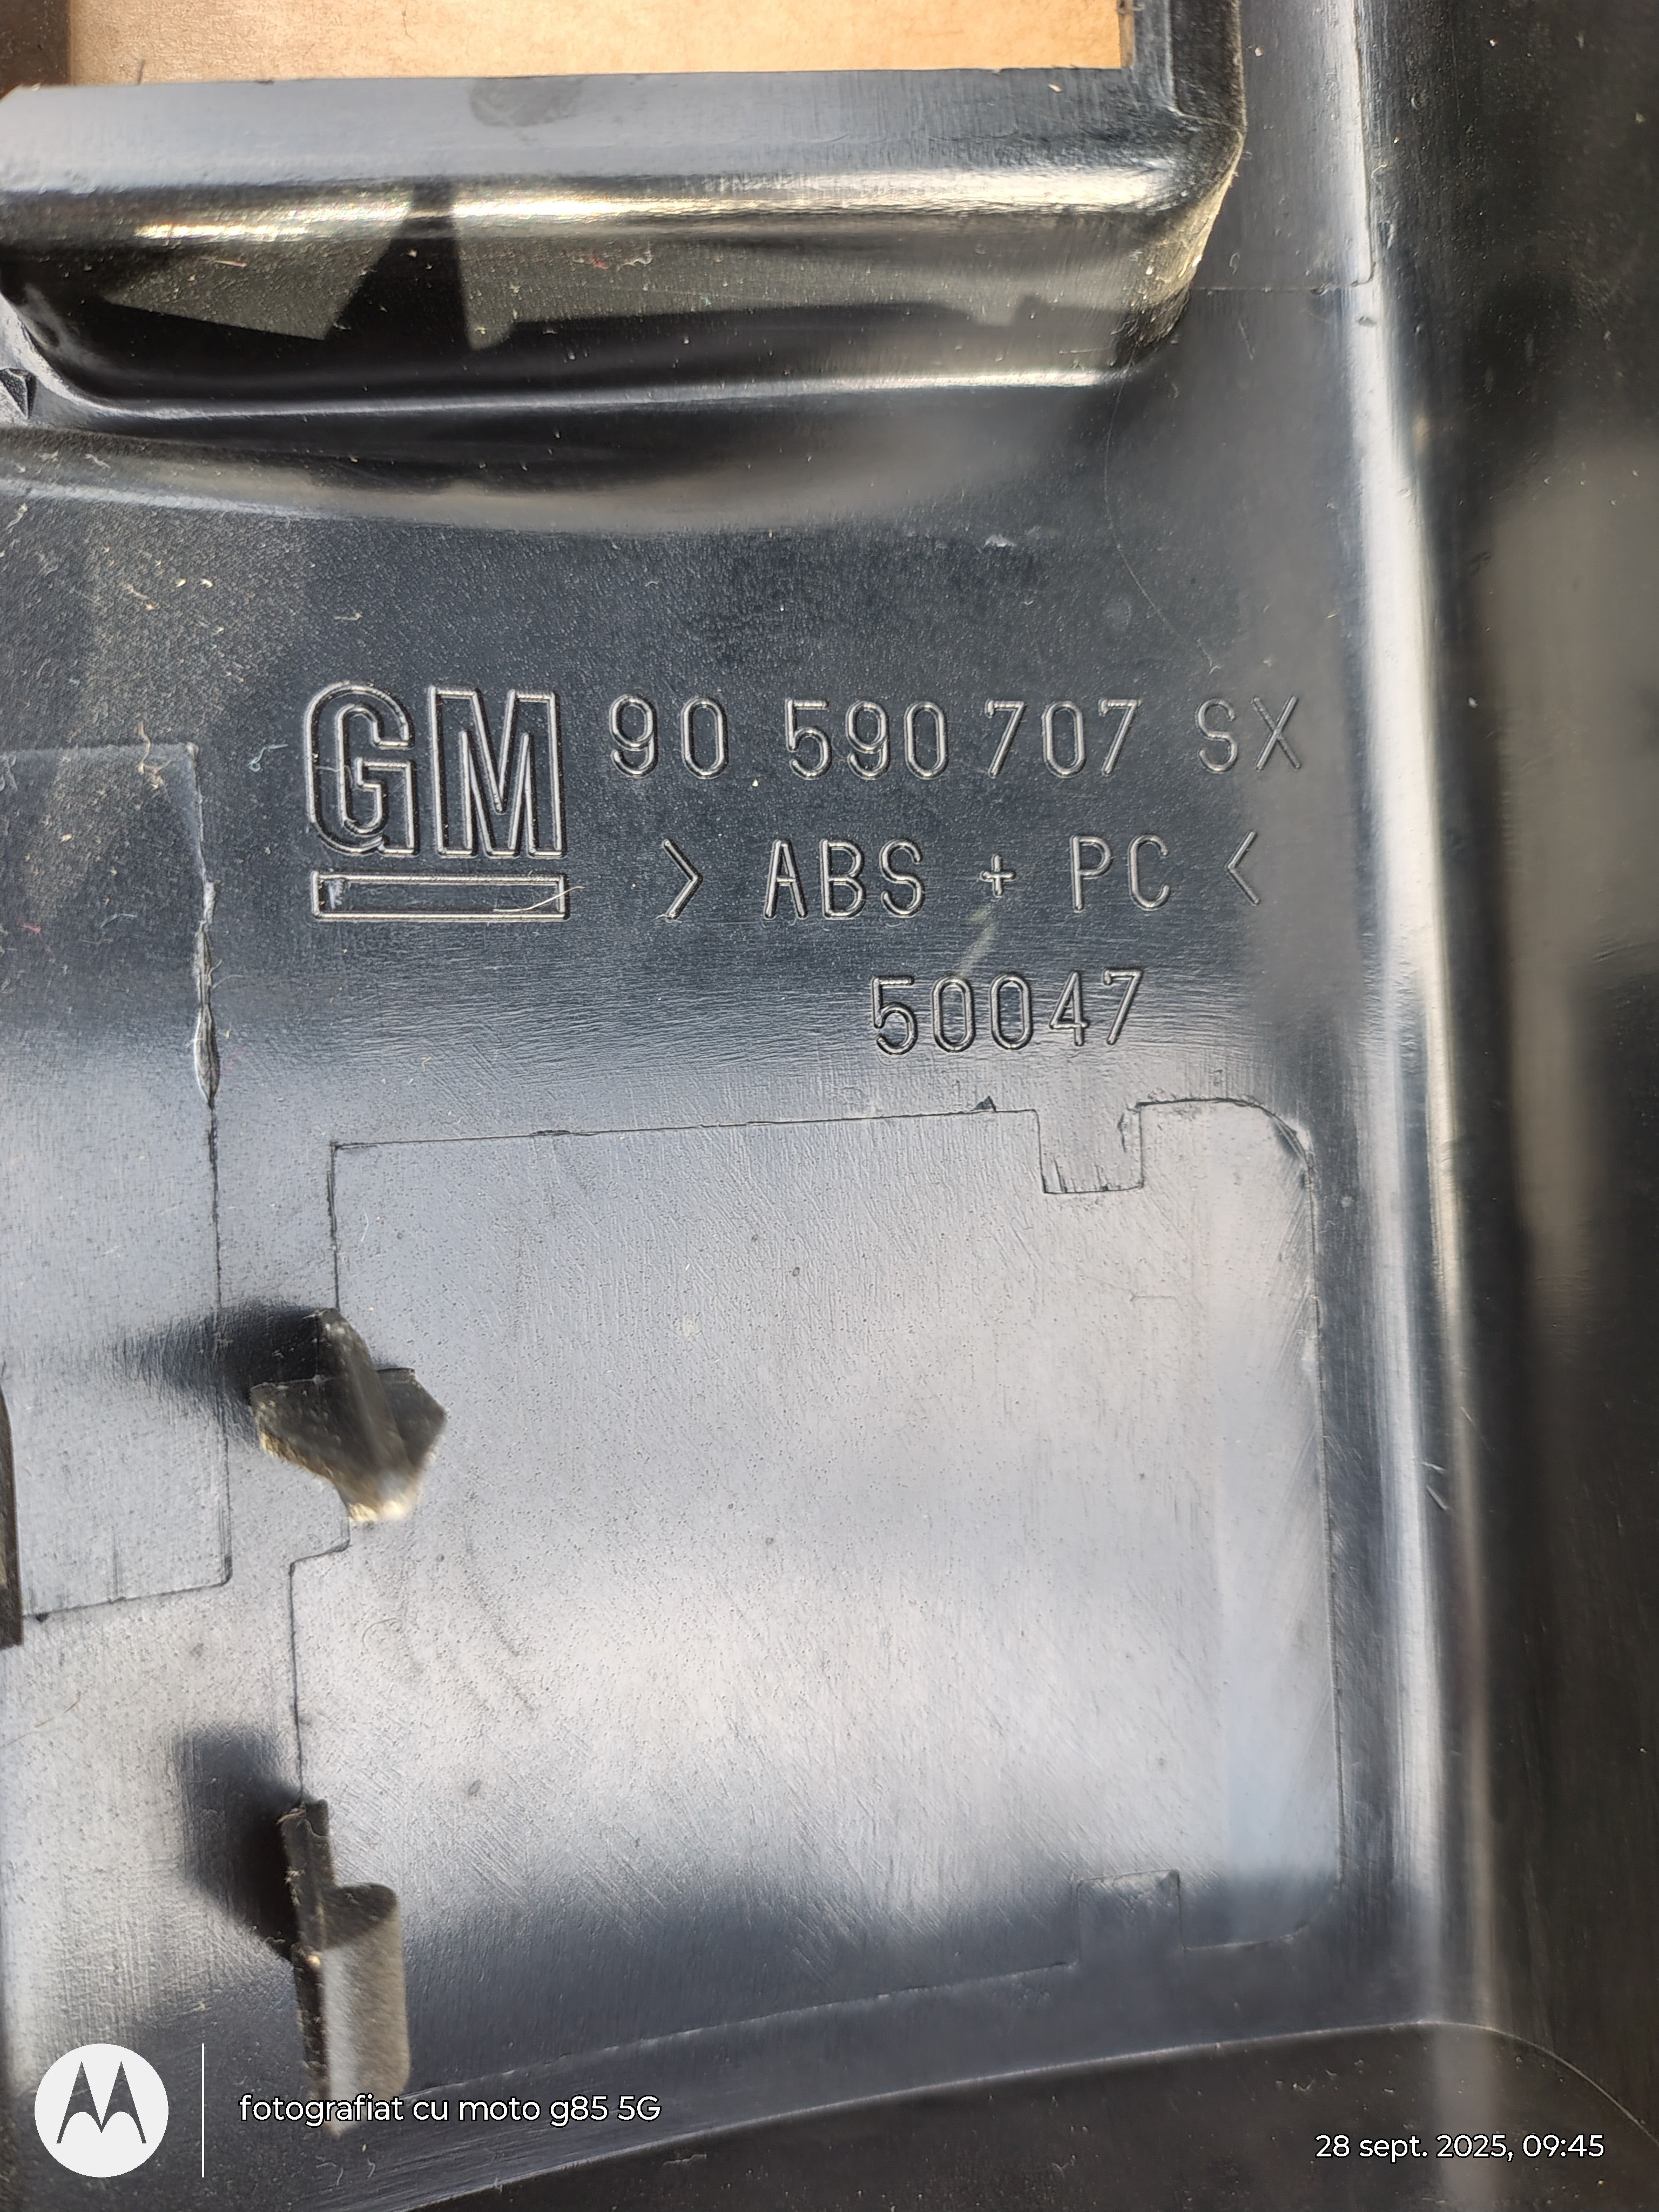 GM 90 590 707 SX
> ABS + PC <
50047
fotografiat cu moto g85 5G
28 sept. 2025, 09:45